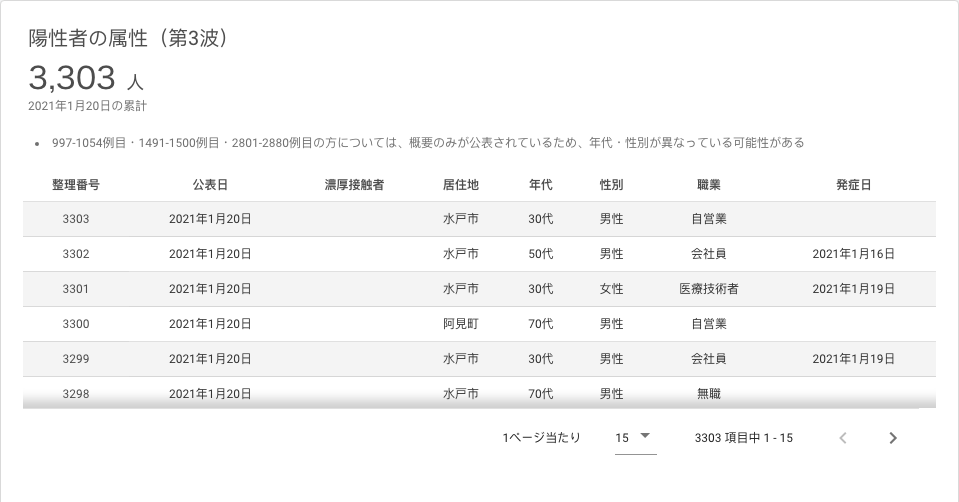 陽性者の属性（第3波）
3,303 人
2021年1月20日の累計
• 997-1054例目・1491-1500例目・2801-2880例目の方については、概要のみが公表されているため、年代・性別が異なっている可能性がある
整理番号 公表日 濃厚接触者 居住地 年代 性別 職業 発症日
3303 2021年1月20日 水戸市 30代 男性 自営業
3302 2021年1月20日 水戸市 50代 男性 会社員 2021年1月16日
3301 2021年1月20日 水戸市 30代 女性 医療技術者 2021年1月19日
3300 2021年1月20日 阿見町 70代 男性 自営業
3299 2021年1月20日 水戸市 30代 男性 会社員 2021年1月19日
3298 2021年1月20日 水戸市 70代 男性 無職
1ページ当たり 15 3303 項目中 1 - 15